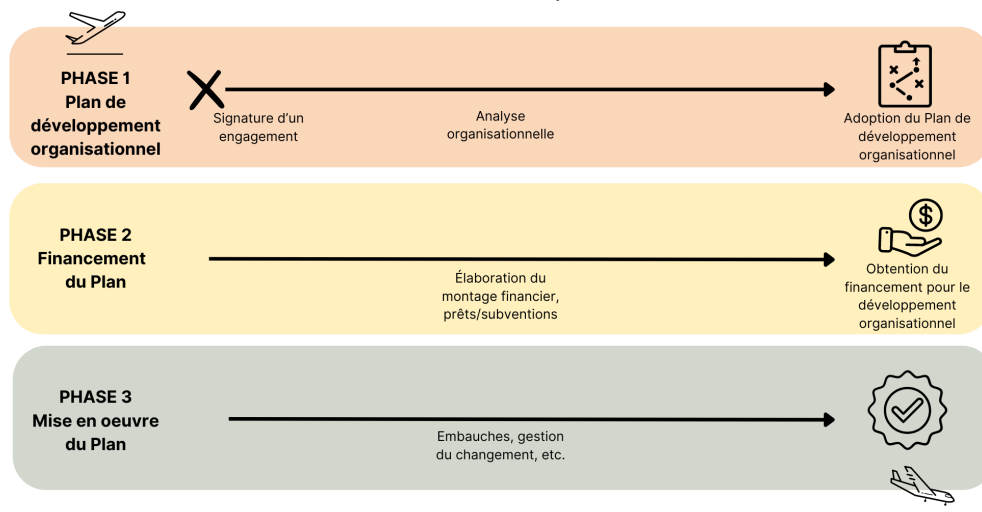 PHASE 1
Plan de
développement
organisationnel
Signature d'un
engagement
Analyse
organisationnelle
Adoption du Plan de
développement
organisationnel
PHASE 2
Financement
du Plan
Élaboration du
montage financier,
prêts/subventions
$
Obtention du
financement pour le
développement
organisationnel
PHASE 3
Mise en oeuvre
du Plan
Embauches, gestion
du changement, etc.